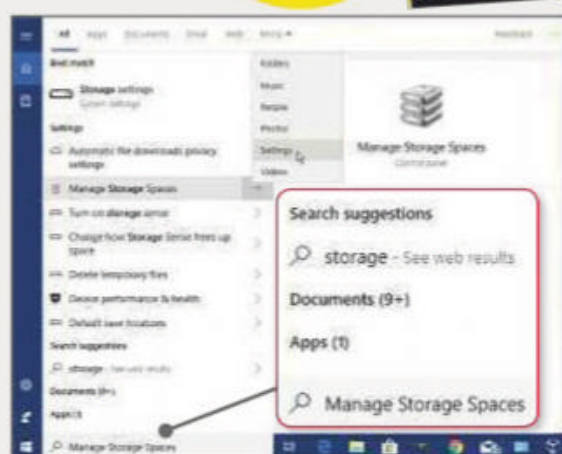 All Apps Documents Email Web More Feedback
Best match
Storage settings
System settings
Settings
Automatic file downloads privacy
settings
Manage Storage Spaces
Turn on storage sense
Change how Storage Sense frees up
space
Delete temporary files
Device performance & health
Default save locations
Search suggestions
storage - See web results
Documents (9+)
Apps (1)
Manage Storage Spaces
Folders
Music
People
Photos
Settings
Videos
Manage Storage Spaces
Control panel
Search suggestions
storage - See web results
Documents (9+)
Apps (1)
Manage Storage Spaces